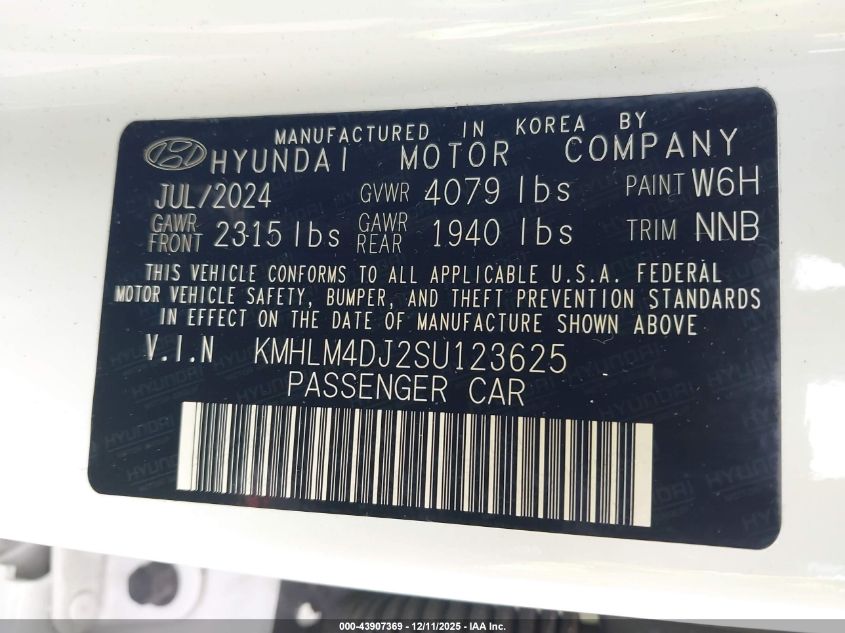 MANUFACTURED IN KOREA BY
HYUNDAI MOTOR COMPANY
JUL/2024 GVWR 4079 lbs PAINT W6H
GAWR FRONT 2315 lbs GAWR REAR 1940 lbs TRIM NNB
THIS VEHICLE CONFORMS TO ALL APPLICABLE U.S.A. FEDERAL
MOTOR VEHICLE SAFETY, BUMPER, AND THEFT PREVENTION STANDARDS
IN EFFECT ON THE DATE OF MANUFACTURE SHOWN ABOVE
V.I.N KMHLM4DJ2SU123625
PASSENGER CAR
000-43907369 - 12/11/2025 - IAA Inc.